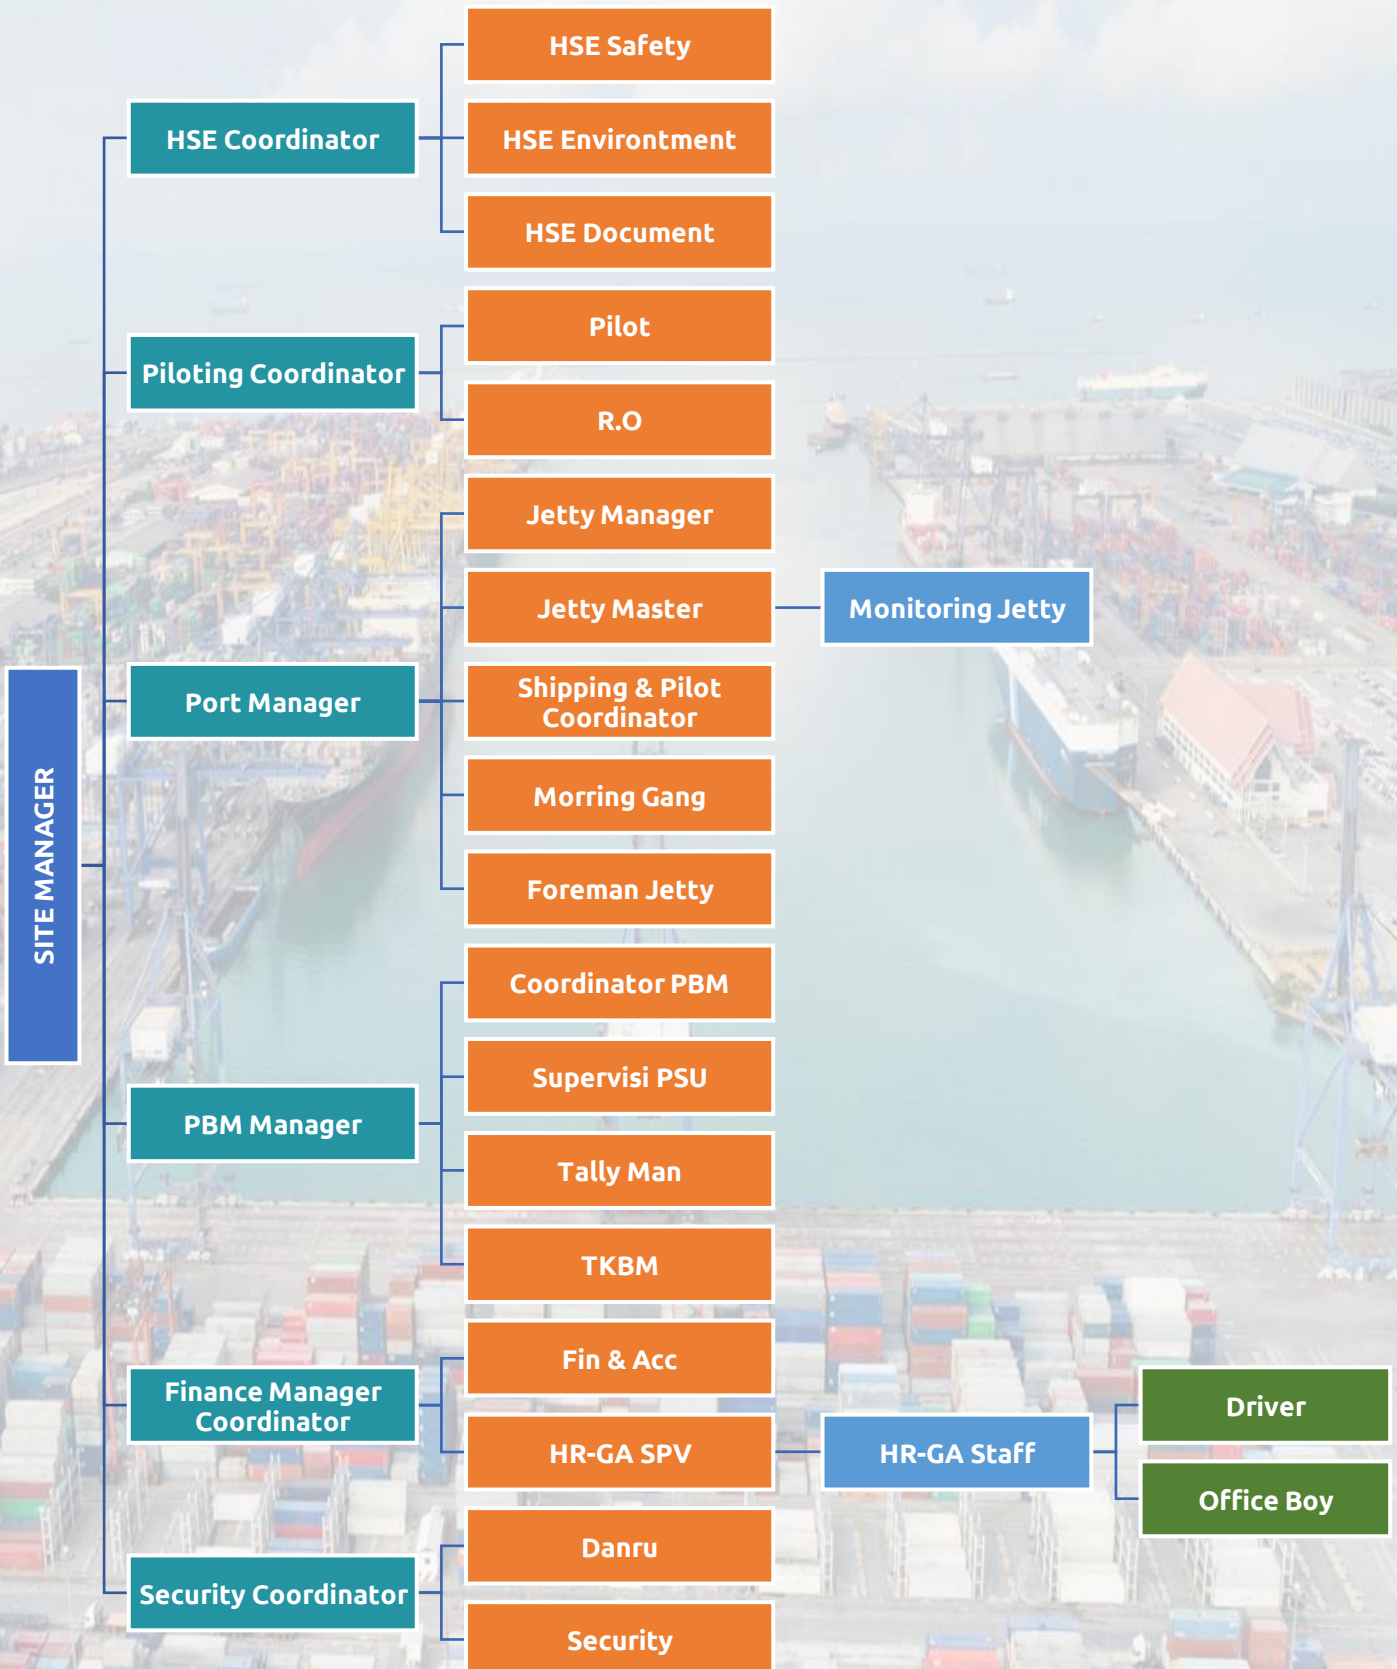 SITE MANAGER
HSE Coordinator
HSE Safety
HSE Environtment
HSE Document
Piloting Coordinator
Pilot
R.O
Port Manager
Jetty Manager
Jetty Master
Monitoring Jetty
Shipping & Pilot
Coordinator
Morring Gang
Foreman Jetty
PBM Manager
Coordinator PBM
Supervisi PSU
Tally Man
TKBM
Finance Manager
Coordinator
Fin & Acc
HR-GA SPV
HR-GA Staff
Driver
Office Boy
Security Coordinator
Danru
Security